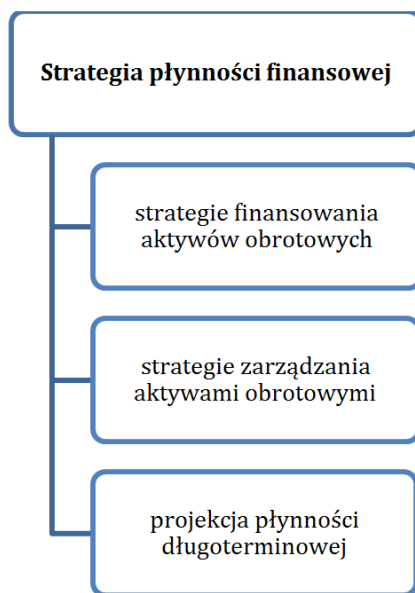 Strategia płynności finansowej
strategie finansowania
aktywów obrotowych
strategie zarządzania
aktywami obrotowymi
projekcja płynności
długoterminowej